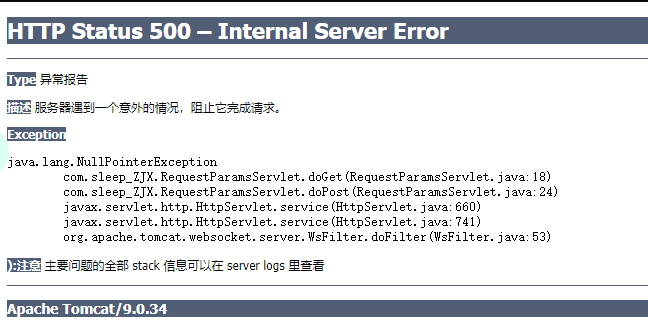 HTTP Status 500 – Internal Server Error
Type 异常报告
描述 服务器遇到一个意外的情况，阻止它完成请求。
Exception
java.lang.NullPointerException
com.sleep_ZJX.RequestParamsServlet.doGet(RequestParamsServlet.java:18)
com.sleep_ZJX.RequestParamsServlet.doPost(RequestParamsServlet.java:24)
javax.servlet.http.HttpServlet.service(HttpServlet.java:660)
javax.servlet.http.HttpServlet.service(HttpServlet.java:741)
org.apache.tomcat.websocket.server.WsFilter.doFilter(WsFilter.java:53)
):注意 主要问题的全部 stack 信息可以在 server logs 里查看
Apache Tomcat/9.0.34